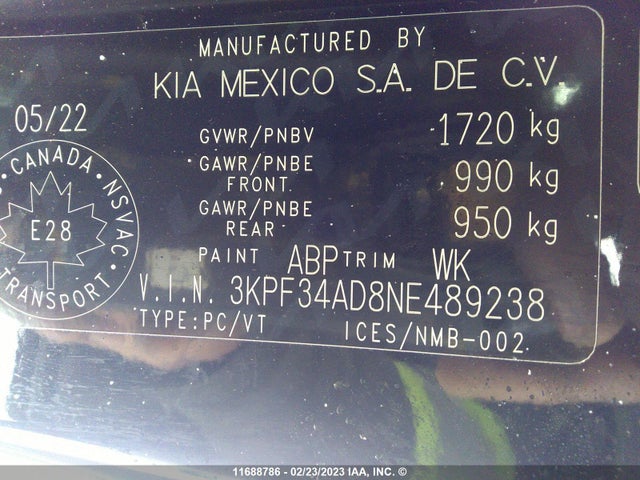 MANUFACTURED BY
KIA MEXICO S.A. DE C.V.
05/22
GVWR/PNBV 1720 kg
GAWR/PNBE FRONT 990 kg
GAWR/PNBE REAR 950 kg
CANADA · NSVAC ·
E28
TRANSPORT
PAINT ABP TRIM WK
V.I.N. 3KPF34AD8NE489238
TYPE:PC/VT ICES/NMB-002
11688786 - 02/23/2023 IAA, INC. ©